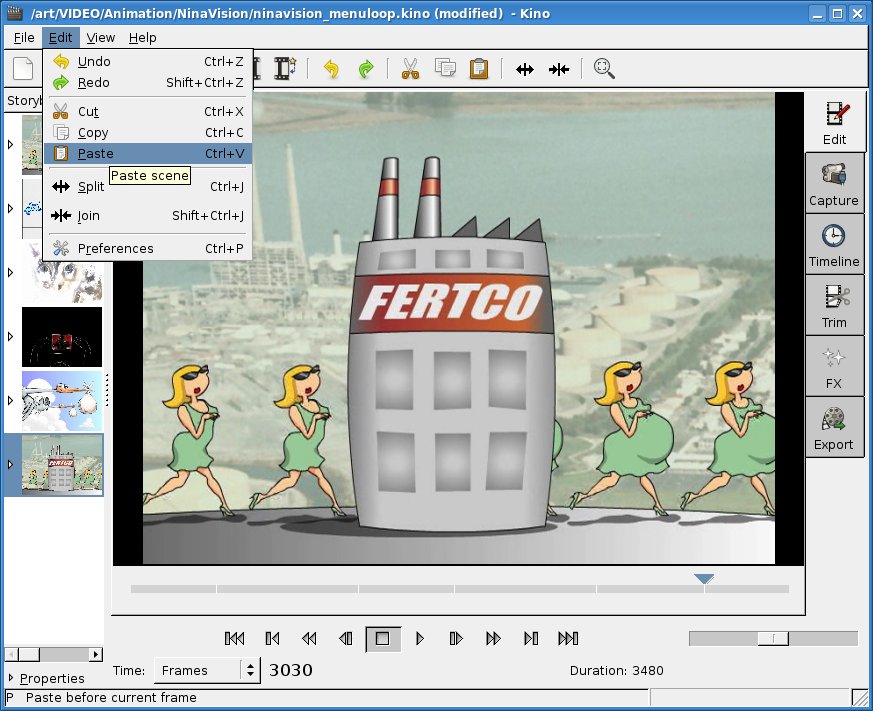 /art/VIDEO/Animation/NinaVision/ninavision_menuloop.kino (modified) - Kino
File Edit View Help
Undo Ctrl+Z
Redo Shift+Ctrl+Z
Cut Ctrl+X
Copy Ctrl+C
Paste Ctrl+V
Paste scene
Split Ctrl+J
Join Shift+Ctrl+J
Preferences Ctrl+P
FERTCO
FERTCO
Edit
Capture
Timeline
Trim
FX
Export
Properties
Time: Frames 3030 Duration: 3480
P Paste before current frame